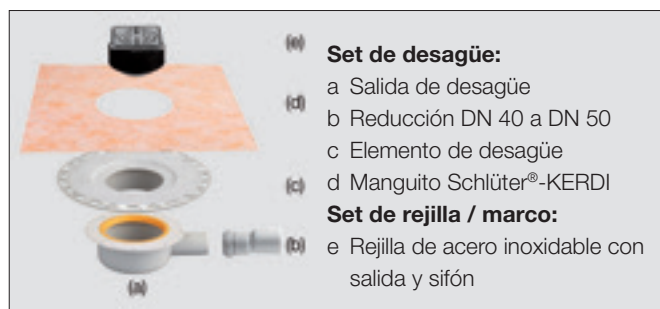 (e)
(d)
(c)
(b)
(a)
Set de desagüe:
a Salida de desagüe
b Reducción DN 40 a DN 50
c Elemento de desagüe
d Manguito Schlüter®-KERDI
Set de rejilla / marco:
e Rejilla de acero inoxidable con
salida y sifón